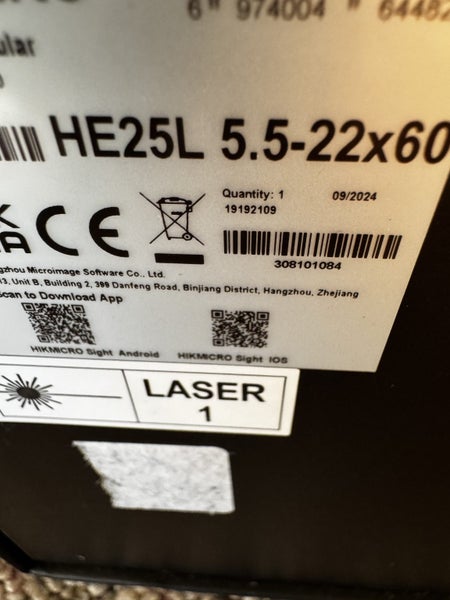 6 " 974004 " 64482
ular
HE25L 5.5-22x60
CE
Quantity: 1 09/2024
19192109
308101084
gzhou Microimage Software Co., Ltd.
3, Unit B, Building 2, 399 Danfeng Road, Binjiang District, Hangzhou, Zhejiang
Scan to Download App
HIKMICRO Sight Android HIKMICRO Sight IOS
LASER
1